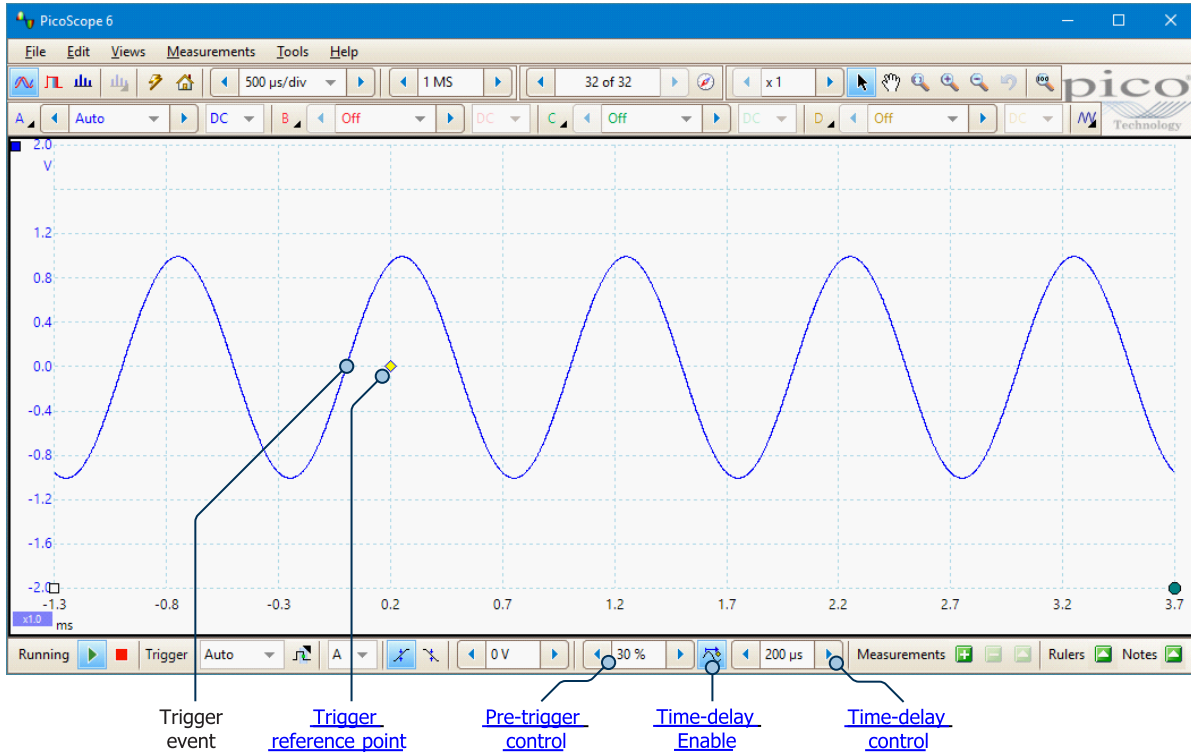 PicoScope 6
File Edit Views Measurements Tools Help
500 µs/div 1 MS 32 of 32 x 1
pico
Technology
A Auto DC B Off DC C Off DC D Off DC
2.0
V
1.2
0.8
0.4
0.0
-0.4
-0.8
-1.2
-1.6
-2.0
-1.3 -0.8 -0.3 0.2 0.7 1.2 1.7 2.2 2.7 3.2 3.7
x1.0 ms
Running Trigger Auto A 0 V 30 % 200 µs Measurements Rulers Notes
Trigger event
Trigger reference point
Pre-trigger control
Time-delay Enable
Time-delay control